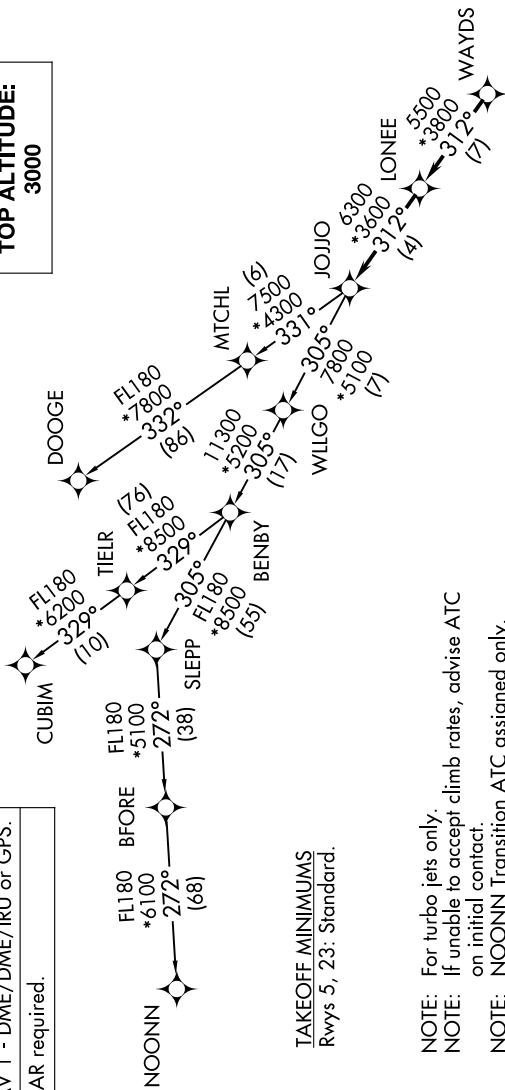 TOP ALTITUDE:
3000
WAYDS
5500
*3800
312°
(7)
LONEE
6300
*3600
312°
(4)
JOJJO
(6)
7500
*4300
331°
MTCHL
FL180
*7800
332°
(86)
DOOGE
305°
7800
*5100
(7)
WLLGO
11300
*5200
305°
(17)
BENBY
(76)
FL180
*8500
329°
TIELR
FL180
*6200
329°
(10)
CUBIM
305°
FL180
*8500
(55)
SLEPP
FL180
*5100
272°
(38)
BFORE
FL180
*6100
272°
(68)
NOONN
1 - DME/DME/IRU or GPS.
AR required.
TAKEOFF MINIMUMS
Rwys 5, 23: Standard.
NOTE: For turbo jets only.
NOTE: If unable to accept climb rates, advise ATC
on initial contact.
NOTE: NOONN Transition ATC assigned only.